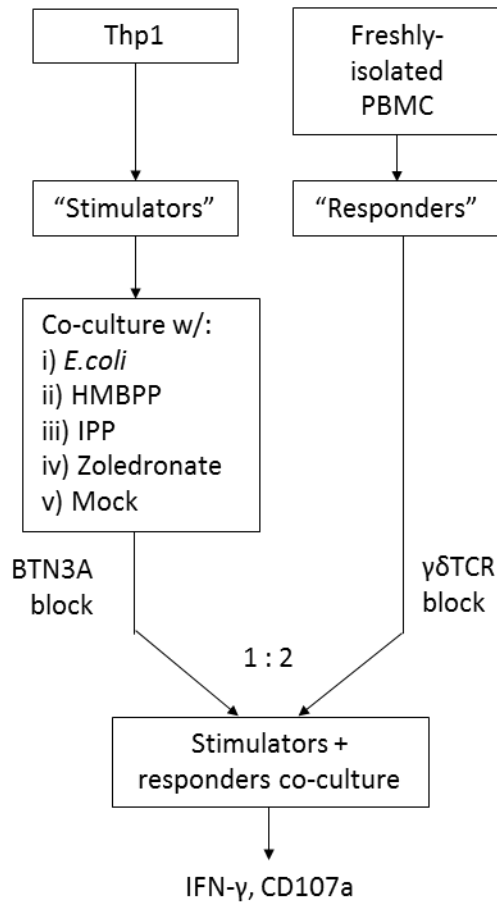 Thp1
Freshly-
isolated
PBMC
“Stimulators”
“Responders”
Co-culture w/:
i) E.coli
ii) HMBPP
iii) IPP
iv) Zoledronate
v) Mock
BTN3A
block
γδTCR
block
1 : 2
Stimulators +
responders co-culture
IFN-γ, CD107a